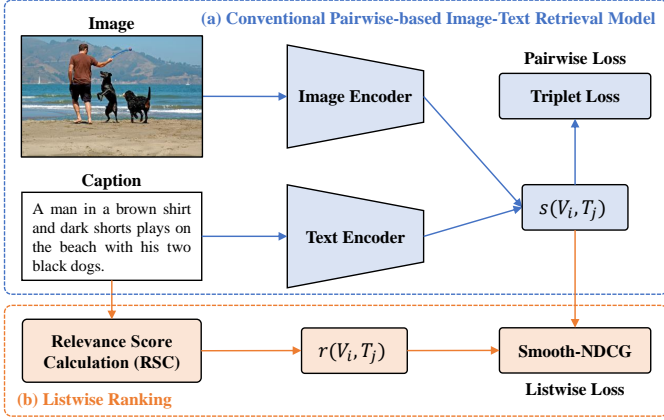 (a) Conventional Pairwise-based Image-Text Retrieval Model
Image
Image Encoder
Pairwise Loss
Triplet Loss
Caption
A man in a brown shirt
and dark shorts plays on
the beach with his two
black dogs.
Text Encoder
s(V_i, T_j)
Relevance Score
Calculation (RSC)
r(V_i, T_j)
Smooth-NDCG
Listwise Loss
(b) Listwise Ranking